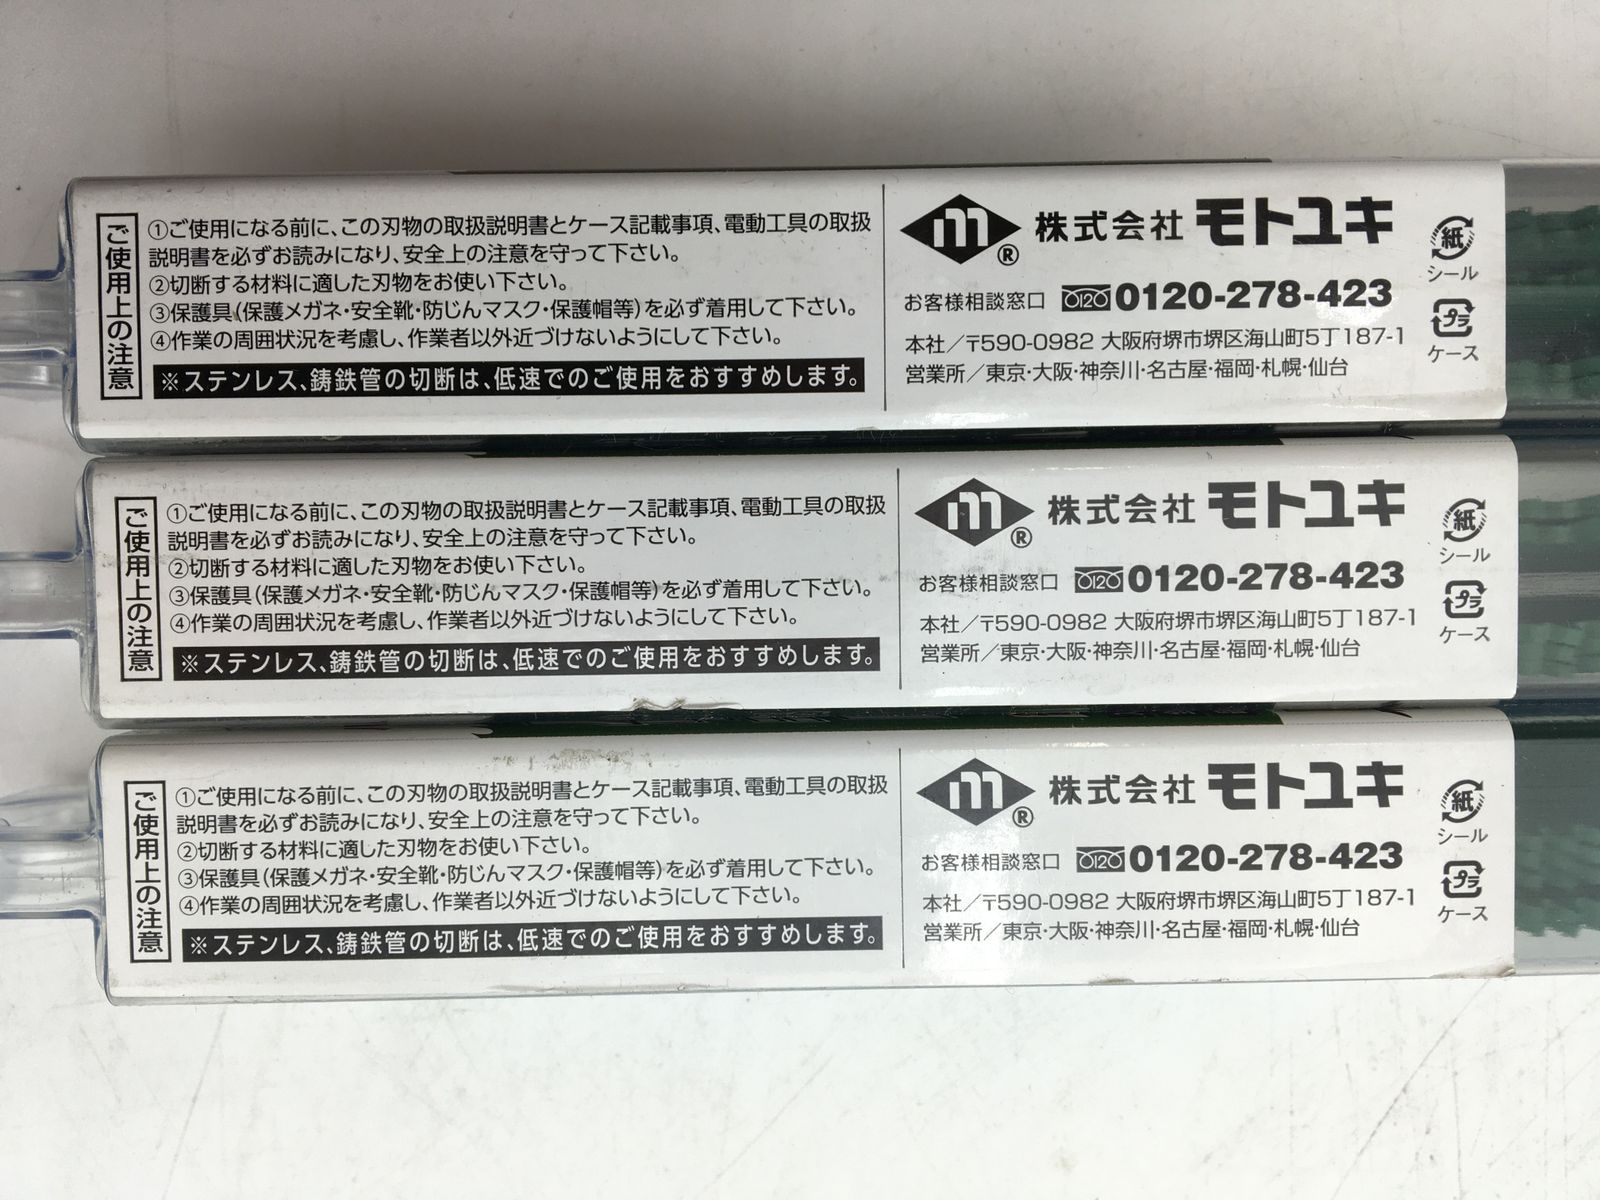 ご使用上の注意
①ご使用になる前に、この刃物の取扱説明書とケース記載事項、電動工具の取扱
説明書を必ずお読みになり、安全上の注意を守って下さい。
②切断する材料に適した刃物をお使い下さい。
③保護具(保護メガネ・安全靴・防じんマスク・保護帽等)を必ず着用して下さい。
④作業の周囲状況を考慮し、作業者以外近づけないようにして下さい。
※ステンレス、鋳鉄管の切断は、低速でのご使用をおすすめします。
m® 株式会社 モトユキ
お客様相談窓口 0120 0120-278-423
本社/〒590-0982 大阪府堺市堺区海山町5丁187-1
営業所/東京・大阪・神奈川・名古屋・福岡・札幌・仙台
紙
シール
プラ
ケース
ご使用上の注意
①ご使用になる前に、この刃物の取扱説明書とケース記載事項、電動工具の取扱
説明書を必ずお読みになり、安全上の注意を守って下さい。
②切断する材料に適した刃物をお使い下さい。
③保護具(保護メガネ・安全靴・防じんマスク・保護帽等)を必ず着用して下さい。
④作業の周囲状況を考慮し、作業者以外近づけないようにして下さい。
※ステンレス、鋳鉄管の切断は、低速でのご使用をおすすめします。
m® 株式会社 モトユキ
お客様相談窓口 0120 0120-278-423
本社/〒590-0982 大阪府堺市堺区海山町5丁187-1
営業所/東京・大阪・神奈川・名古屋・福岡・札幌・仙台
紙
シール
プラ
ケース
ご使用上の注意
①ご使用になる前に、この刃物の取扱説明書とケース記載事項、電動工具の取扱
説明書を必ずお読みになり、安全上の注意を守って下さい。
②切断する材料に適した刃物をお使い下さい。
③保護具(保護メガネ・安全靴・防じんマスク・保護帽等)を必ず着用して下さい。
④作業の周囲状況を考慮し、作業者以外近づけないようにして下さい。
※ステンレス、鋳鉄管の切断は、低速でのご使用をおすすめします。
m® 株式会社 モトユキ
お客様相談窓口 0120 0120-278-423
本社/〒590-0982 大阪府堺市堺区海山町5丁187-1
営業所/東京・大阪・神奈川・名古屋・福岡・札幌・仙台
紙
シール
プラ
ケース